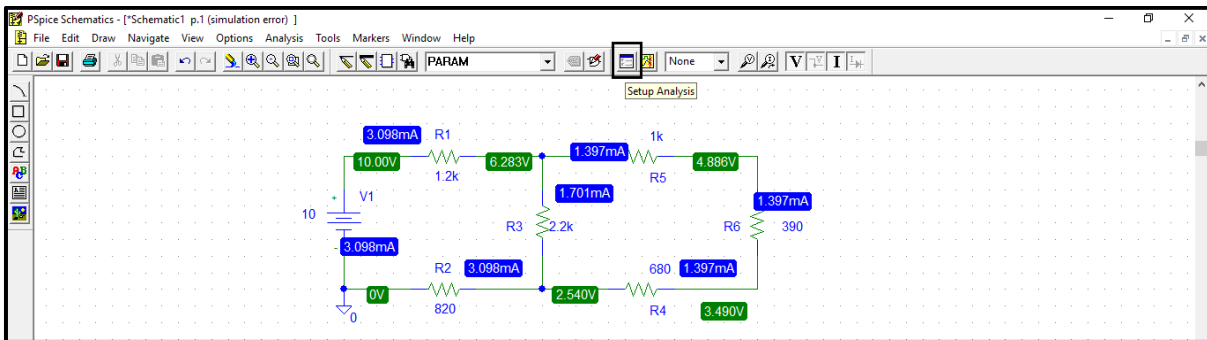 PSpice Schematics - [*Schematic1 p.1 (simulation error) ]
File Edit Draw Navigate View Options Analysis Tools Markers Window Help
PARAM None V V I
Setup Analysis
3.098mA R1 1k
10.00V 6.283V 1.397mA 4.886V
1.2k R5
+ V1 1.701mA 1.397mA
10 R3 2.2k R6 390
- 3.098mA
R2 3.098mA 680 1.397mA
0V 2.540V
0 820 R4 3.490V